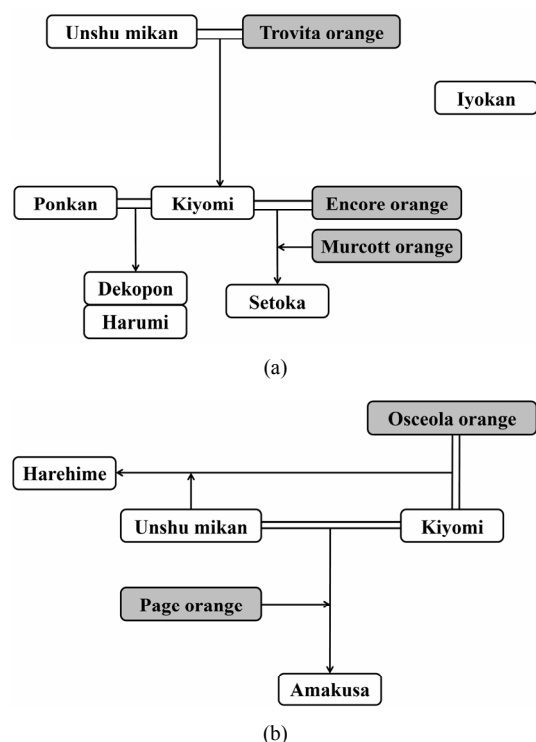 Unshu mikan
Trovita orange
Iyokan
Ponkan
Kiyomi
Encore orange
Murcott orange
Dekopon
Setoka
Harumi
(a)
Osceola orange
Harehime
Unshu mikan
Kiyomi
Page orange
Amakusa
(b)